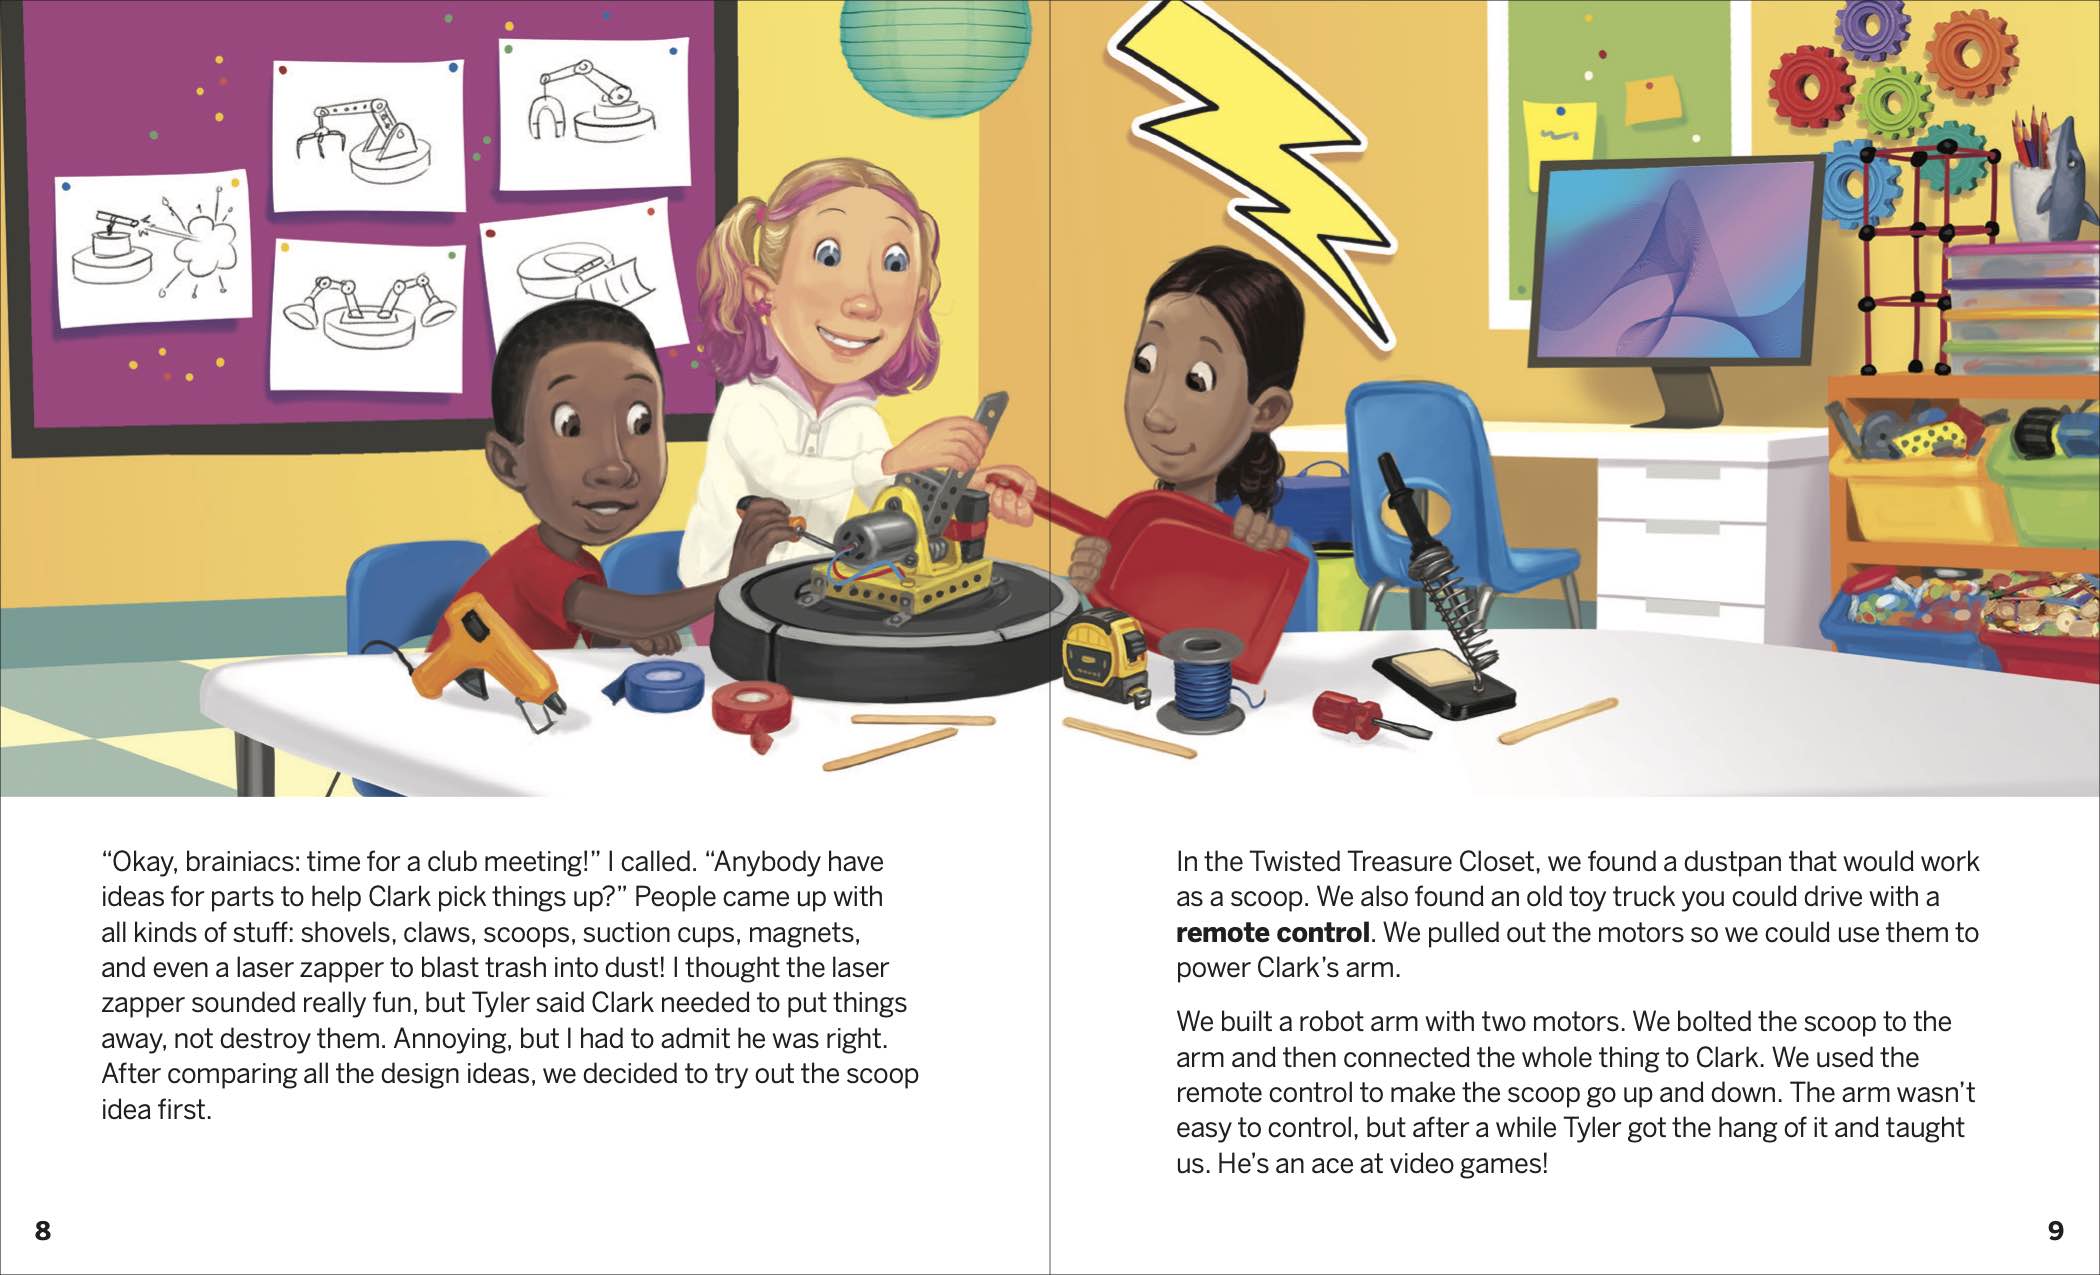 “Okay, brainiacs: time for a club meeting!” I called. “Anybody have
ideas for parts to help Clark pick things up?” People came up with
all kinds of stuff: shovels, claws, scoops, suction cups, magnets,
and even a laser zapper to blast trash into dust! I thought the laser
zapper sounded really fun, but Tyler said Clark needed to put things
away, not destroy them. Annoying, but I had to admit he was right.
After comparing all the design ideas, we decided to try out the scoop
idea first.
8
In the Twisted Treasure Closet, we found a dustpan that would work
as a scoop. We also found an old toy truck you could drive with a
remote control. We pulled out the motors so we could use them to
power Clark’s arm.
We built a robot arm with two motors. We bolted the scoop to the
arm and then connected the whole thing to Clark. We used the
remote control to make the scoop go up and down. The arm wasn’t
easy to control, but after a while Tyler got the hang of it and taught
us. He’s an ace at video games!
9